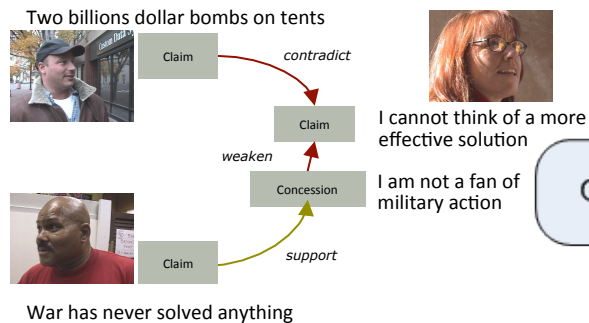 Two billions dollar bombs on tents
Claim
contradict
Claim
I cannot think of a more
effective solution
weaken
Concession
I am not a fan of
military action
Claim
support
War has never solved anything